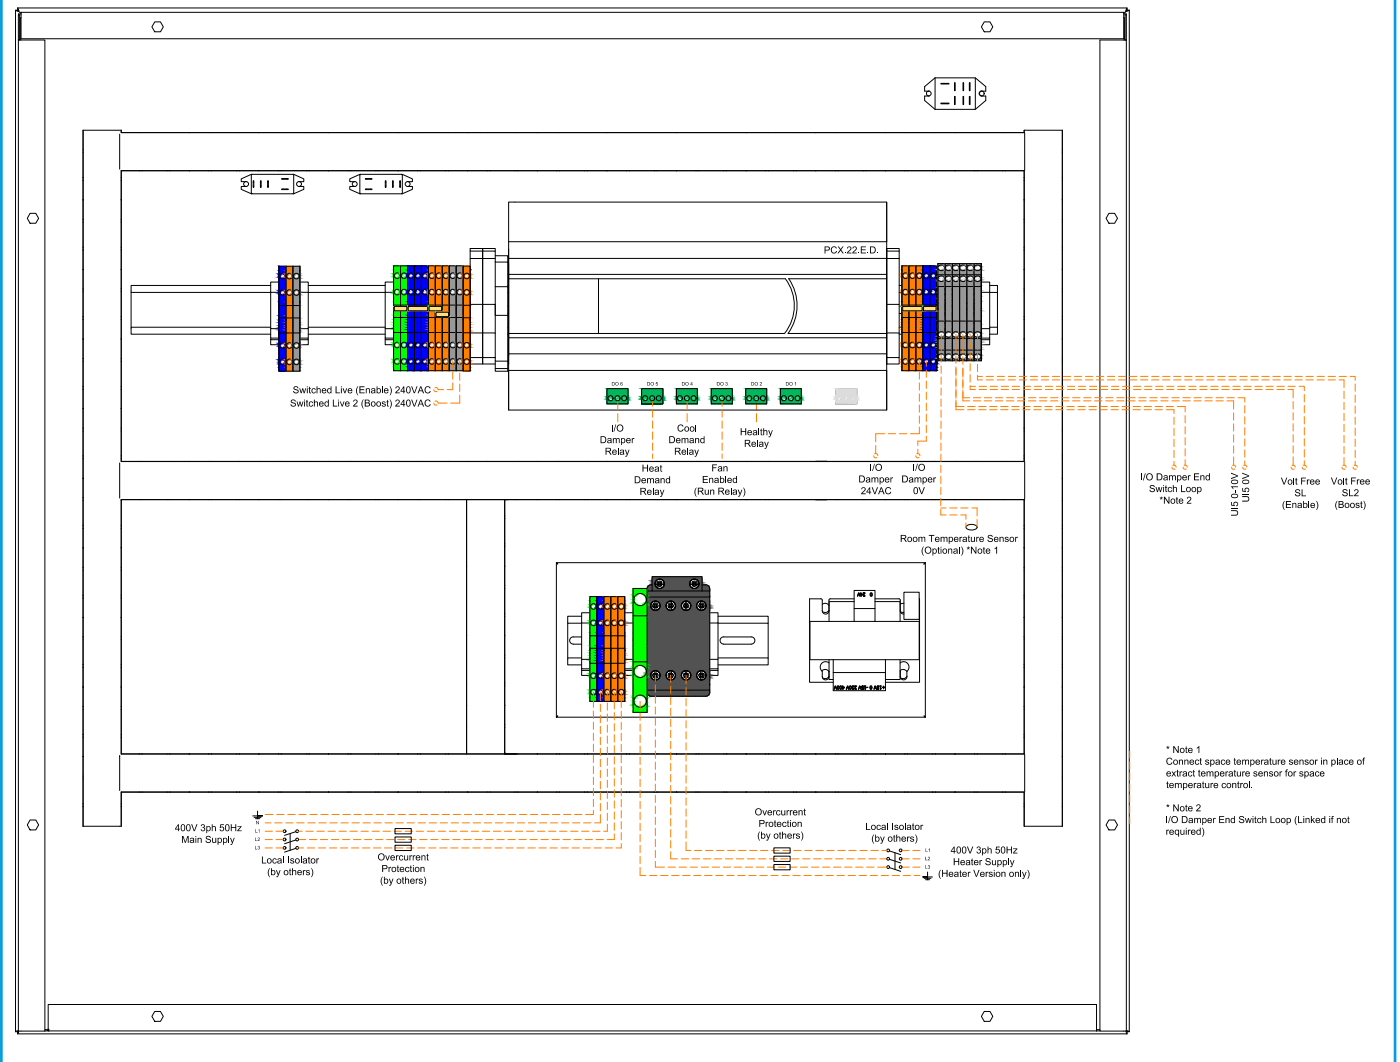 PCX.22.E.D.
Switched Live (Enable) 240VAC
Switched Live 2 (Boost) 240VAC
DO 6
DO 5
DO 4
DO 3
DO 2
DO 1
I/O
Damper
Relay
Heat
Demand
Relay
Cool
Demand
Relay
Fan
Enabled
(Run Relay)
Healthy
Relay
I/O
Damper
24VAC
I/O
Damper
0V
I/O Damper End
Switch Loop
*Note 2
UI5 0-10V
UI5 0V
Volt Free
SL
(Enable)
Volt Free
SL2
(Boost)
Room Temperature Sensor
(Optional) *Note 1
* Note 1
Connect space temperature sensor in place of
extract temperature sensor for space
temperature control.
* Note 2
I/O Damper End Switch Loop (Linked if not
required)
400V 3ph 50Hz
Main Supply
N
L1
L2
L3
Local Isolator
(by others)
Overcurrent
Protection
(by others)
Overcurrent
Protection
(by others)
Local Isolator
(by others)
L1
L2
L3
400V 3ph 50Hz
Heater Supply
(Heater Version only)